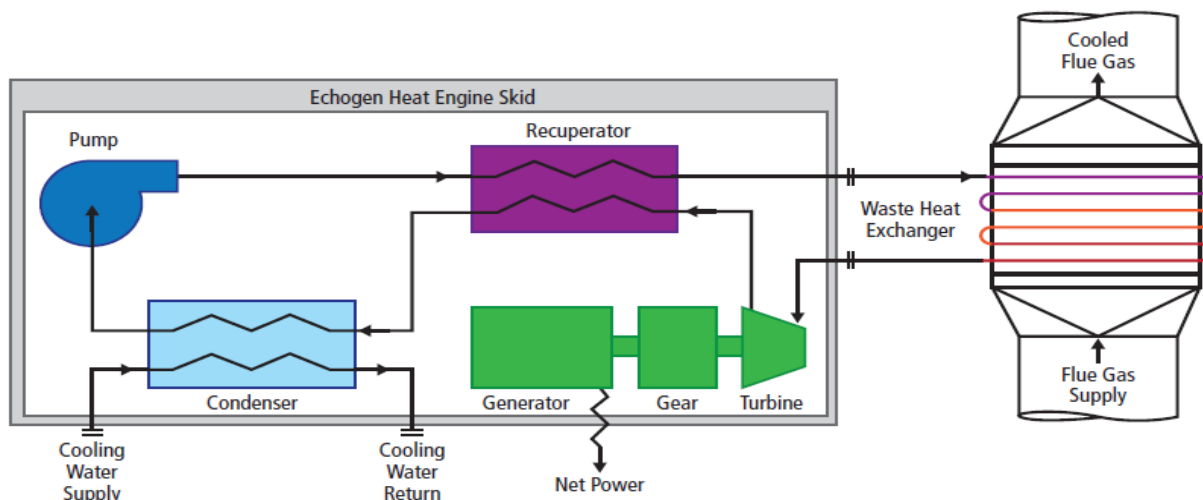 Cooled
Flue Gas
Echogen Heat Engine Skid
Pump
Recuperator
Waste Heat
Exchanger
Condenser
Generator
Gear
Turbine
Flue Gas
Supply
Cooling
Water
Supply
Cooling
Water
Return
Net Power